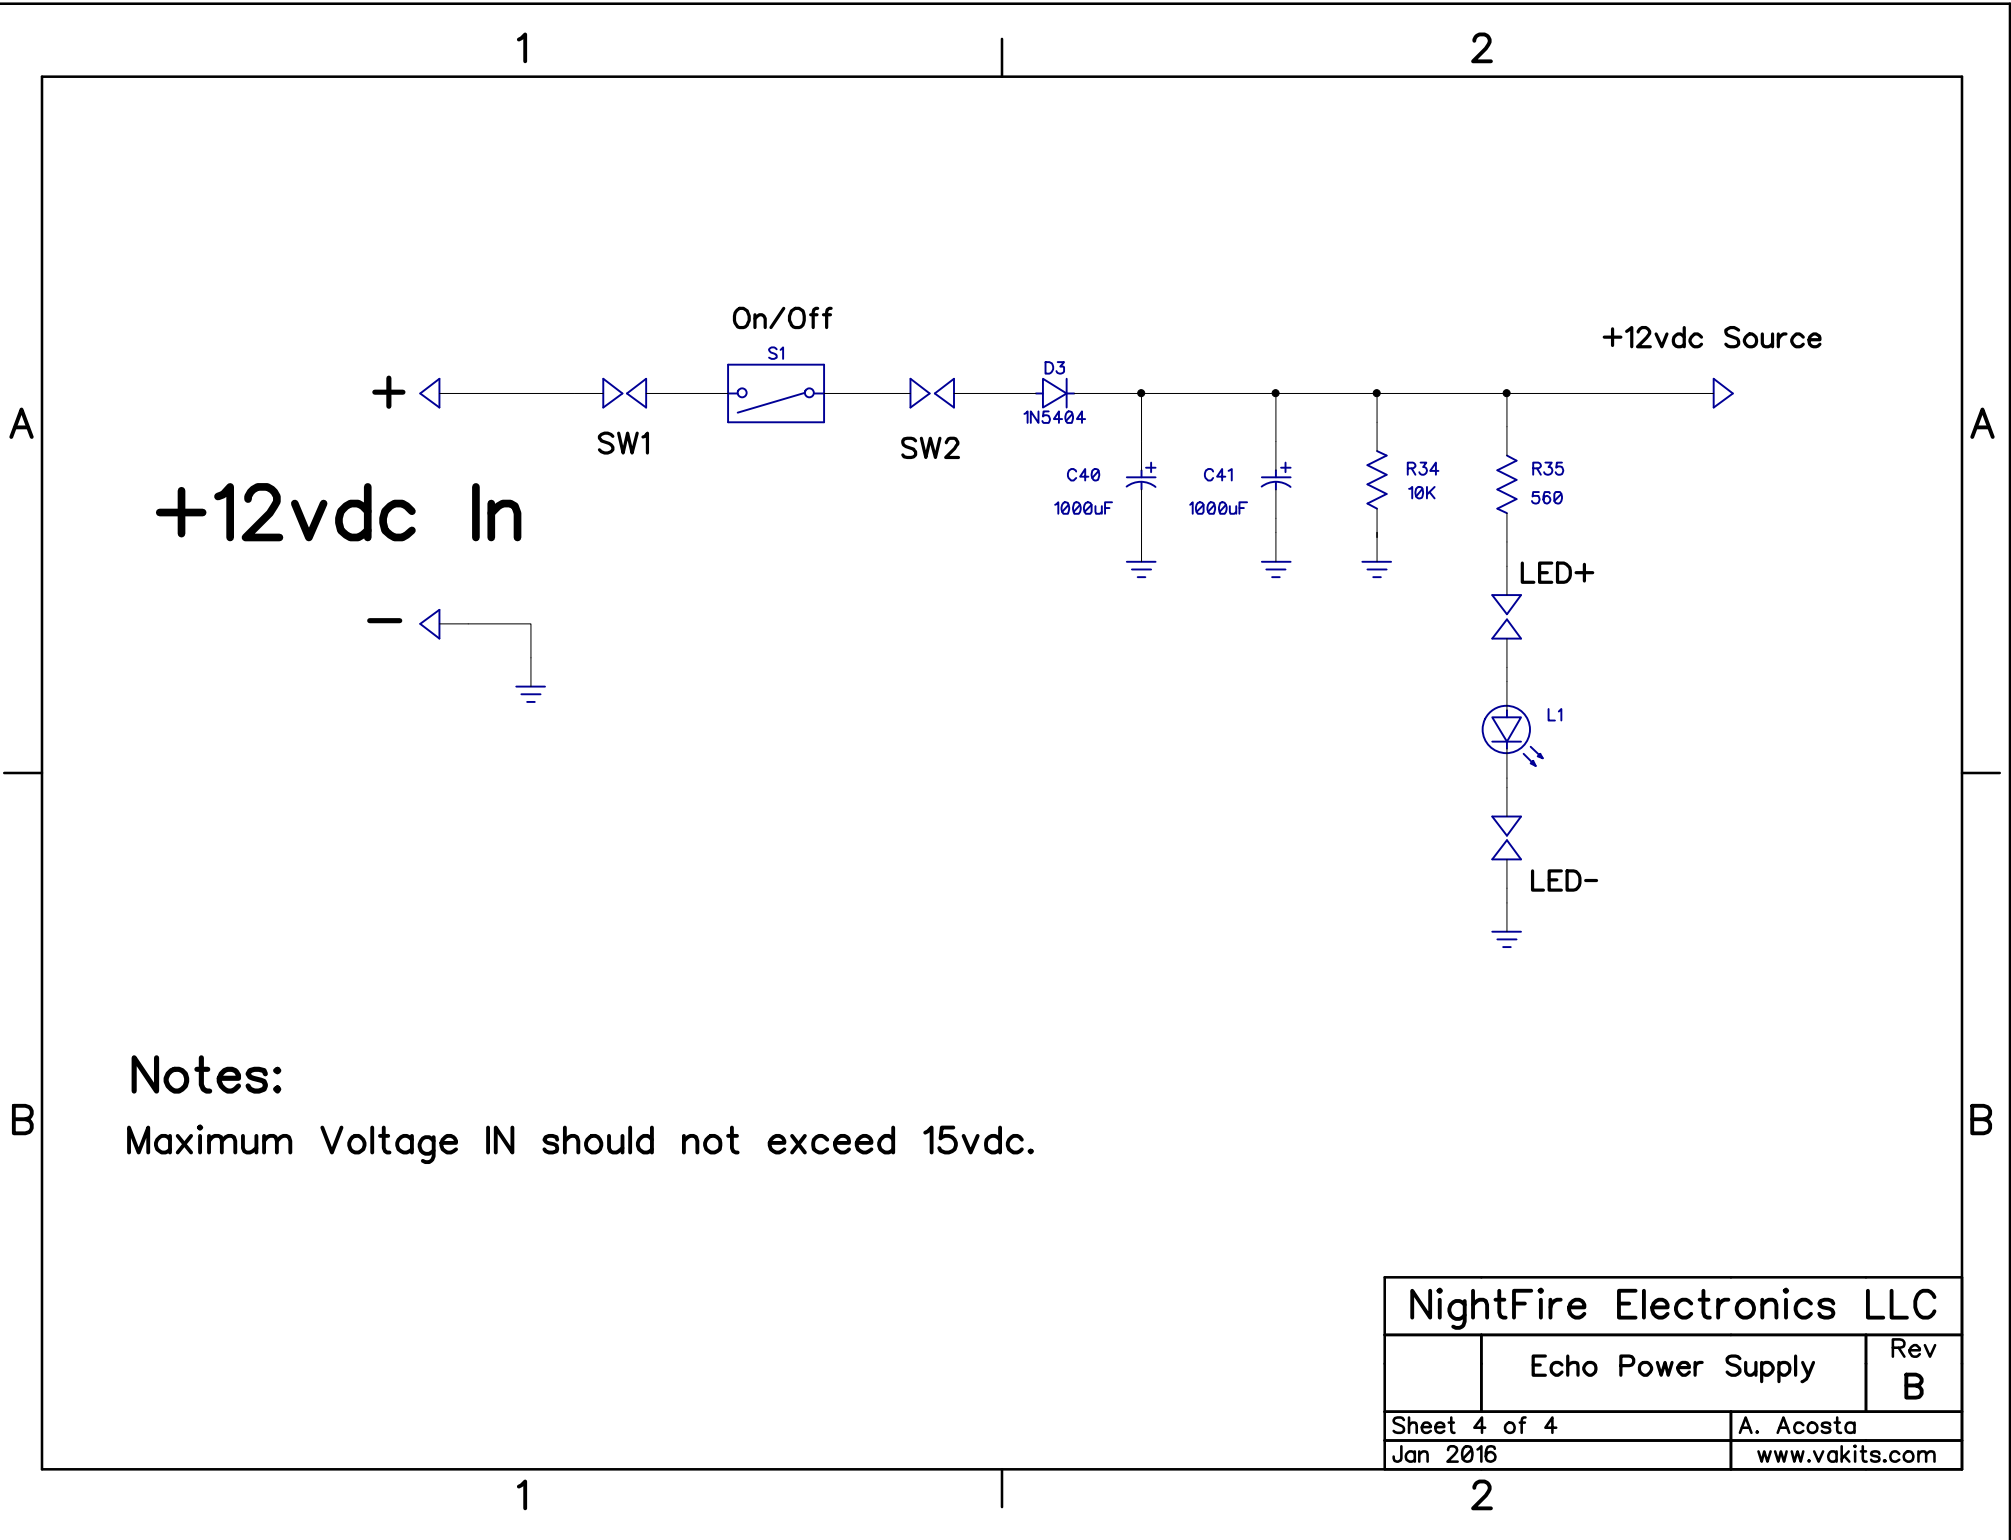 1 2
On/Off
S1
+12vdc Source
D3
+
1N5404
A A
SW1
SW2
+
+
C40
C41
R34
R35
1000uF
1000uF
10K
560
+12vdc In
LED+
−
L1
LED-
Notes:
B B
Maximum Voltage IN should not exceed 15vdc.
NightFire Electronics LLC
Echo Power Supply
Rev
B
Sheet 4 of 4
A. Acosta
Jan 2016
www.vakits.com
1 2